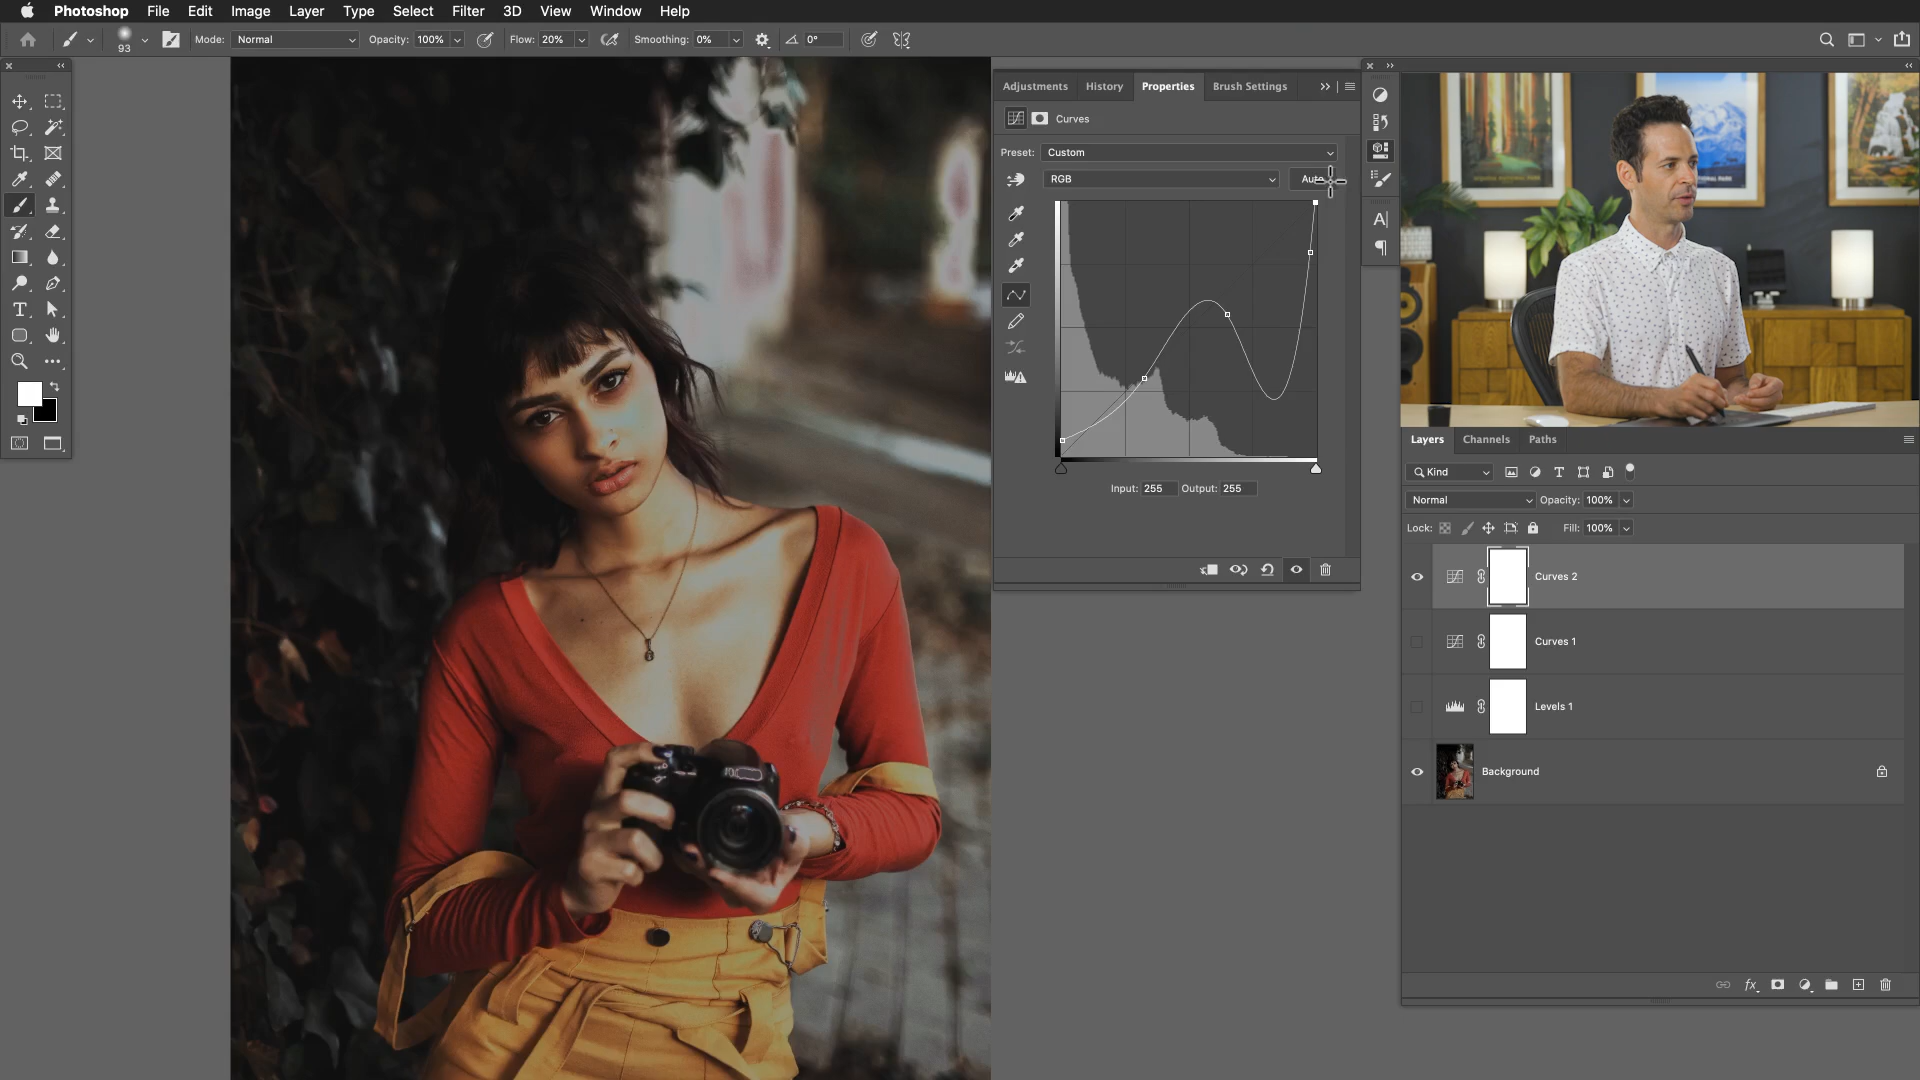 Photoshop File Edit Image Layer Type Select Filter 3D View Window Help
93 Mode: Normal Opacity: 100% Flow: 20% Smoothing: 0% 0°
Adjustments History Properties Brush Settings
Curves
Preset: Custom
RGB Auto
Input: 255 Output: 255
Layers Channels Paths
Kind
Normal Opacity: 100%
Lock: Fill: 100%
Curves 2
Curves 1
Levels 1
Background